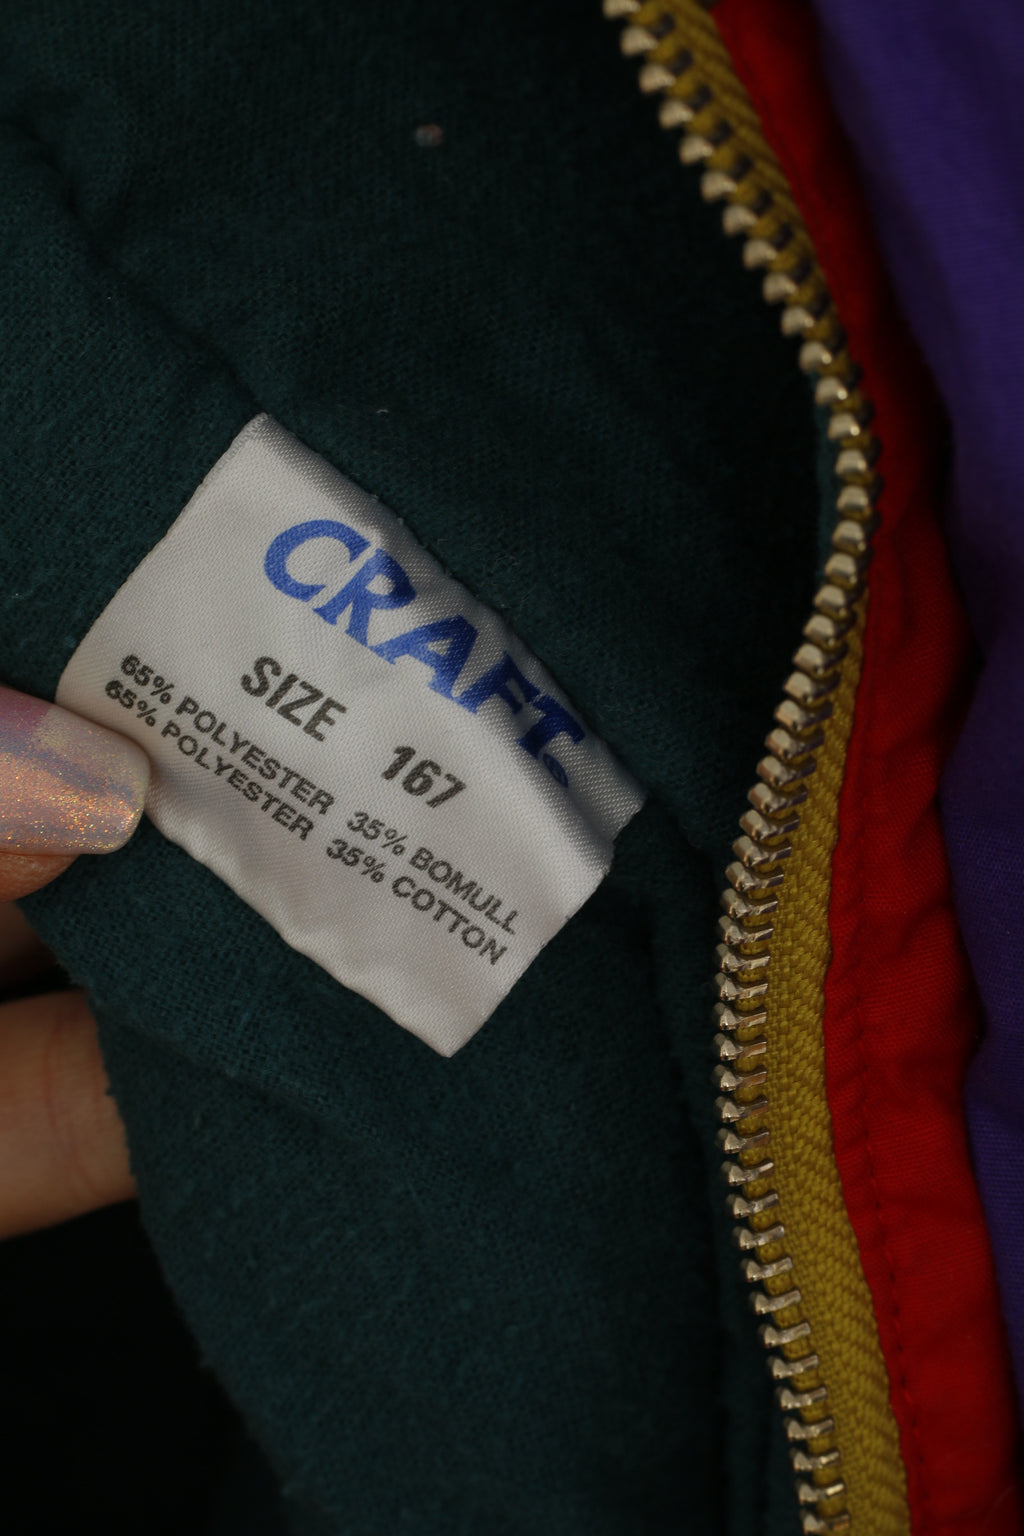 CRAFT®
SIZE 167
65% POLYESTER 35% BOMULL
65% POLYESTER 35% COTTON